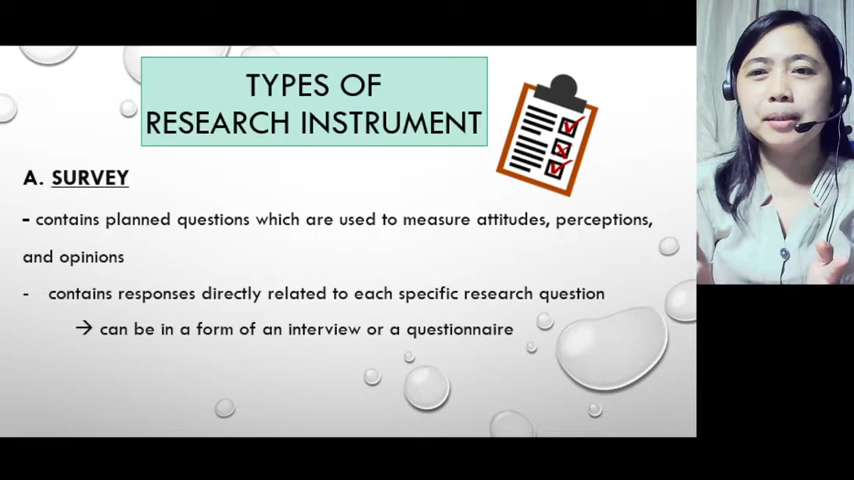 TYPES OF
RESEARCH INSTRUMENT
A. SURVEY
- contains planned questions which are used to measure attitudes, perceptions,
and opinions
- contains responses directly related to each specific research question
→ can be in a form of an interview or a questionnaire